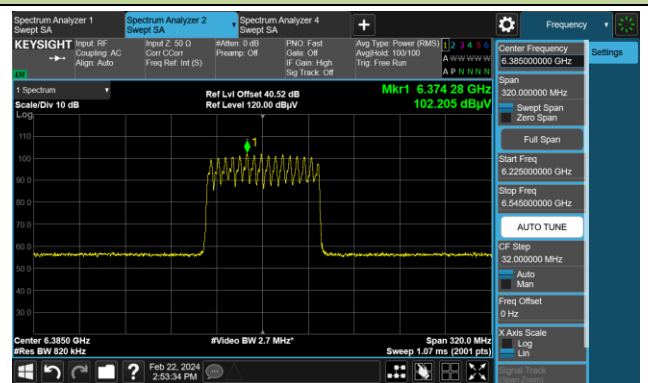 Spectrum Analyzer 1
Swept SA
Spectrum Analyzer 2
Swept SA
Spectrum Analyzer 4
Swept SA
+
Frequency
KEYSIGHT
LW
Input: RF
Coupling: AC
Align: Auto
Input Z: 50 Ω
Corr CCorr
Freq Ref: Int (S)
#Atten: 0 dB
Preamp: Off
PNO: Fast
Gate: Off
IF Gain: High
Sig Track: Off
Avg Type: Power (RMS)
Avg|Hold: 100/100
Trig: Free Run
1 2 3 4 5 6
A W W W W W
A P N N N N
1 Spectrum
Scale/Div 10 dB
Ref Lvl Offset 40.52 dB
Ref Level 120.00 dBµV
Mkr1 6.374 28 GHz
102.205 dBµV
Log
110
100
90.0
80.0
70.0
60.0
50.0
40.0
30.0
1
Center 6.3850 GHz
#Res BW 820 kHz
#Video BW 2.7 MHz*
Span 320.0 MHz
Sweep 1.07 ms (2001 pts)
Center Frequency
6.385000000 GHz
Settings
Span
320.000000 MHz
Swept Span
Zero Span
Full Span
Start Freq
6.225000000 GHz
Stop Freq
6.545000000 GHz
AUTO TUNE
CF Step
32.000000 MHz
Auto
Man
Freq Offset
0 Hz
X Axis Scale
Log
Lin
Signal Track
(Span Zoom)
?
Feb 22, 2024
2:53:34 PM